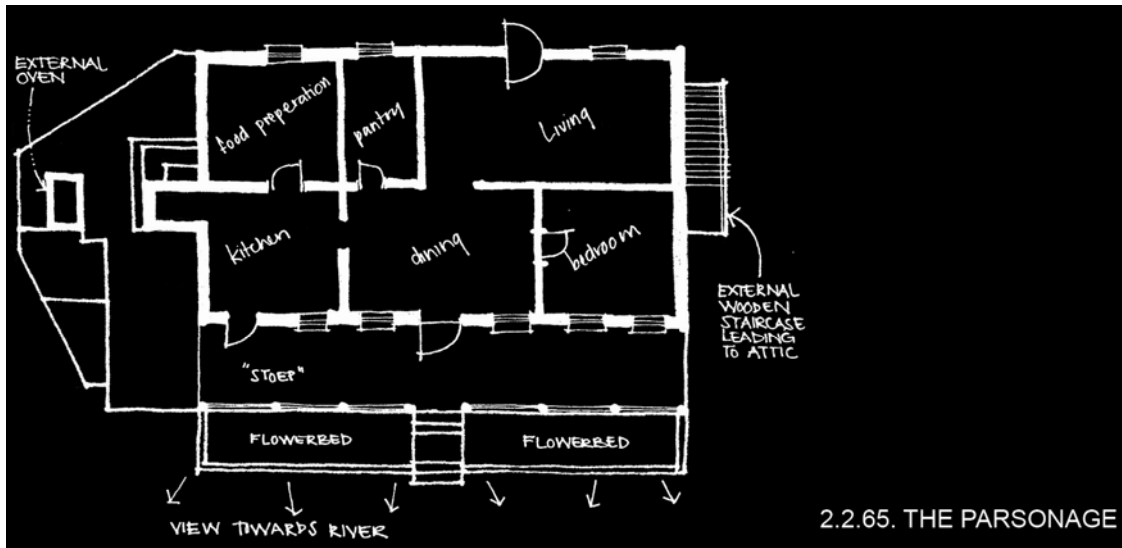 EXTERNAL
OVEN
food preperation
pantry
Living
kitchen
dining
bedroom
EXTERNAL
WOODEN
STAIRCASE
LEADING
TO ATTIC
"STOEP"
FLOWERBED
FLOWERBED
VIEW TOWARDS RIVER
2.2.65. THE PARSONAGE